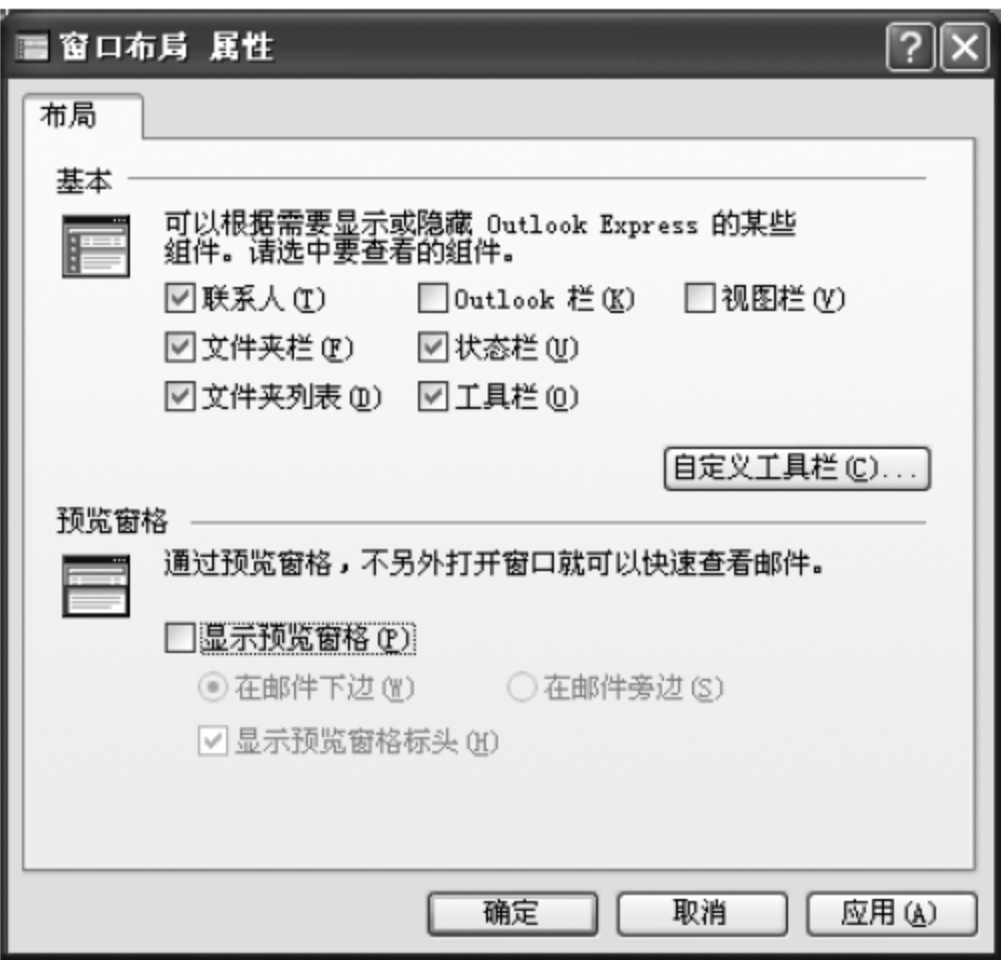 窗口布局 属性
布局
基本
可以根据需要显示或隐藏 Outlook Express 的某些
组件。请选中要查看的组件。
联系人(T) Outlook 栏(K) 视图栏(V)
文件夹栏(F) 状态栏(U)
文件夹列表(D) 工具栏(O)
自定义工具栏(C)...
预览窗格
通过预览窗格,不另外打开窗口就可以快速查看邮件。
显示预览窗格(P)
在邮件下边(W) 在邮件旁边(S)
显示预览窗格标头(H)
确定 取消 应用(A)